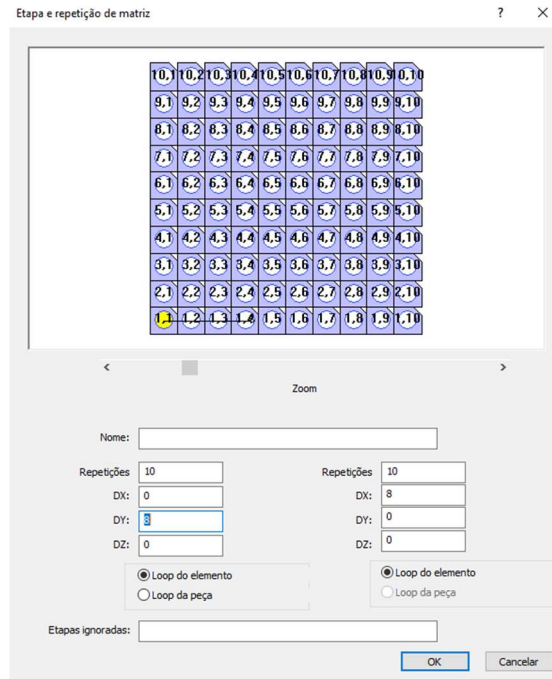 Etapa e repetição de matriz ? ×
10,1 10,2 10,3 10,4 10,5 10,6 10,7 10,8 10,9 10,10
9,1 9,2 9,3 9,4 9,5 9,6 9,7 9,8 9,9 9,10
8,1 8,2 8,3 8,4 8,5 8,6 8,7 8,8 8,9 8,10
7,1 7,2 7,3 7,4 7,5 7,6 7,7 7,8 7,9 7,10
6,1 6,2 6,3 6,4 6,5 6,6 6,7 6,8 6,9 6,10
5,1 5,2 5,3 5,4 5,5 5,6 5,7 5,8 5,9 5,10
4,1 4,2 4,3 4,4 4,5 4,6 4,7 4,8 4,9 4,10
3,1 3,2 3,3 3,4 3,5 3,6 3,7 3,8 3,9 3,10
2,1 2,2 2,3 2,4 2,5 2,6 2,7 2,8 2,9 2,10
1,1 1,2 1,3 1,4 1,5 1,6 1,7 1,8 1,9 1,10
Zoom
Nome:
Repetições 10 Repetições 10
DX: 0 DX: 8
DY: 8 DY: 0
DZ: 0 DZ: 0
Loop do elemento Loop do elemento
Loop da peça Loop da peça
Etapas ignoradas:
OK Cancelar